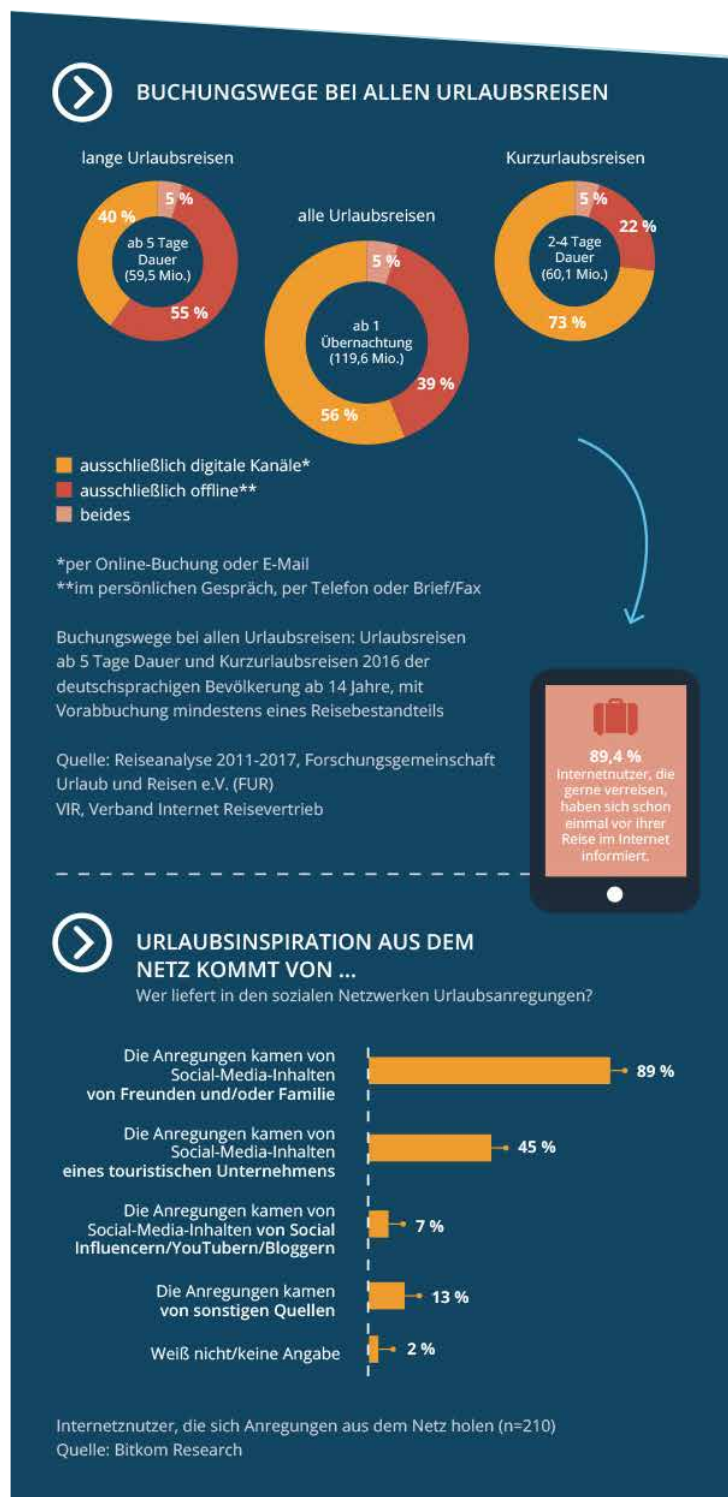 BUCHUNGSWEGE BEI ALLEN URLAUBSREISEN
lange Urlaubsreisen
5 %
40 %
ab 5 Tage
Dauer
(59,5 Mio.)
55 %
alle Urlaubsreisen
5 %
ab 1
Übernachtung
(119,6 Mio.)
39 %
56 %
Kurzurlaubsreisen
5 %
22 %
2-4 Tage
Dauer
(60,1 Mio.)
73 %
ausschließlich digitale Kanäle*
ausschließlich offline**
beides
*per Online-Buchung oder E-Mail
**im persönlichen Gespräch, per Telefon oder Brief/Fax
Buchungswege bei allen Urlaubsreisen: Urlaubsreisen
ab 5 Tage Dauer und Kurzurlaubsreisen 2016 der
deutschsprachigen Bevölkerung ab 14 Jahre, mit
Vorabbuchung mindestens eines Reisebestandteils
Quelle: Reiseanalyse 2011-2017, Forschungsgemeinschaft
Urlaub und Reisen e.V. (FUR)
VIR, Verband Internet Reisevertrieb
89,4 %
Internetnutzer, die
gerne verreisen,
haben sich schon
einmal vor ihrer
Reise im Internet
informiert.
URLAUBSINSPIRATION AUS DEM
NETZ KOMMT VON ...
Wer liefert in den sozialen Netzwerken Urlaubsanregungen?
Die Anregungen kamen von
Social-Media-Inhalten
von Freunden und/oder Familie
89 %
Die Anregungen kamen von
Social-Media-Inhalten
eines touristischen Unternehmens
45 %
Die Anregungen kamen von
Social-Media-Inhalten von Social
Influencern/YouTubern/Bloggern
7 %
Die Anregungen kamen
von sonstigen Quellen
13 %
Weiß nicht/keine Angabe
2 %
Internetznutzer, die sich Anregungen aus dem Netz holen (n=210)
Quelle: Bitkom Research